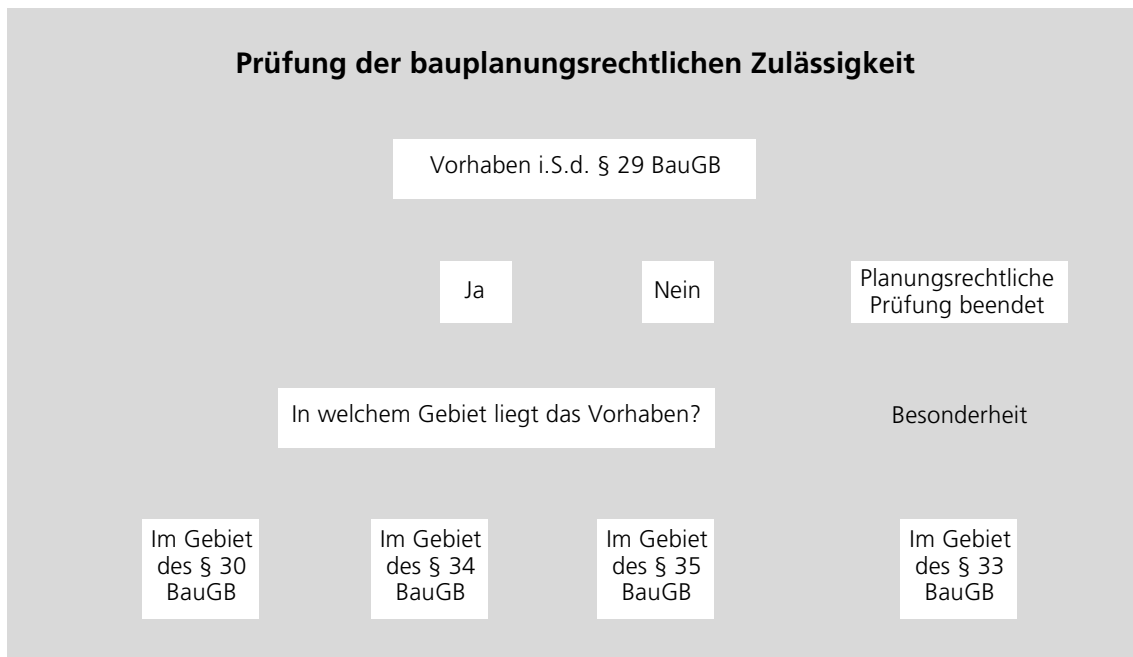 Prüfung der bauplanungsrechtlichen Zulässigkeit
Vorhaben i.S.d. § 29 BauGB
Ja
Nein
Planungsrechtliche
Prüfung beendet
In welchem Gebiet liegt das Vorhaben?
Besonderheit
Im Gebiet
des § 30
BauGB
Im Gebiet
des § 34
BauGB
Im Gebiet
des § 35
BauGB
Im Gebiet
des § 33
BauGB